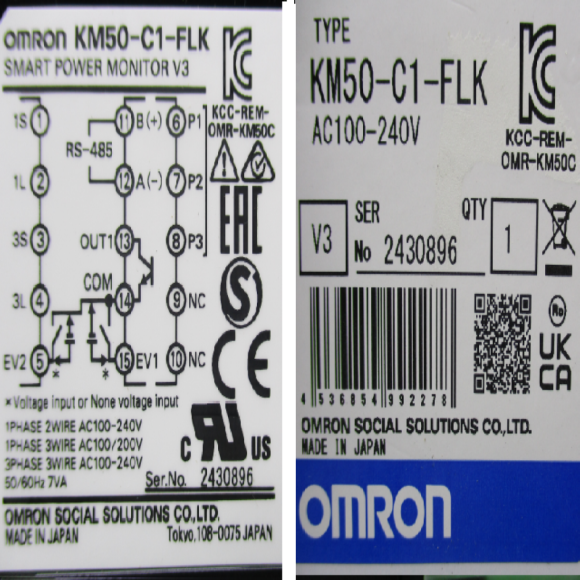 OMRON KM50-C1-FLK
SMART POWER MONITOR V3
KCC-REM-
OMR-KM50C
1S 1 11 B(+) 6 P1
RS-485
1L 2 12 A(-) 7 P2
3S 3 OUT1 13 8 P3
COM
3L 4 14 9 NC
EV2 5 15 EV1 10 NC
* *
EAC
S
CE
*Voltage input or None voltage input
1PHASE 2WIRE AC100-240V
1PHASE 3WIRE AC100/200V
3PHASE 3WIRE AC100-240V
50/60Hz 7VA
c RU US
Ser.No. 2430896
OMRON SOCIAL SOLUTIONS CO.,LTD.
MADE IN JAPAN Tokyo,108-0075 JAPAN
TYPE
KM50-C1-FLK
AC100-240V
KCC-REM-
OMR-KM50C
V3
SER
No 2430896
QTY
1
4 536854 992278
UK
CA
OMRON SOCIAL SOLUTIONS CO.,LTD.
MADE IN JAPAN
OMRON